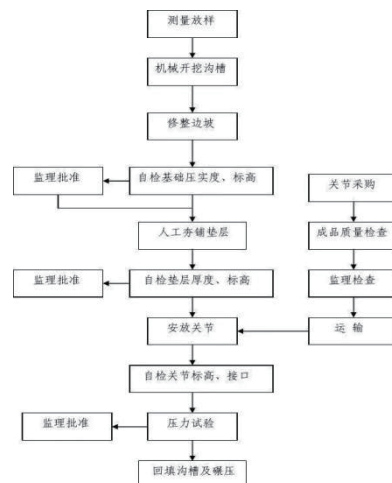 测量放样
机械开挖沟槽
修整边坡
监理批准
自检基础压实度、标高
关节采购
人工夯铺垫层
成品质量检查
监理批准
自检垫层厚度、标高
监理检查
安放关节
运 输
自检关节标高、接口
监理批准
压力试验
回填沟槽及碾压